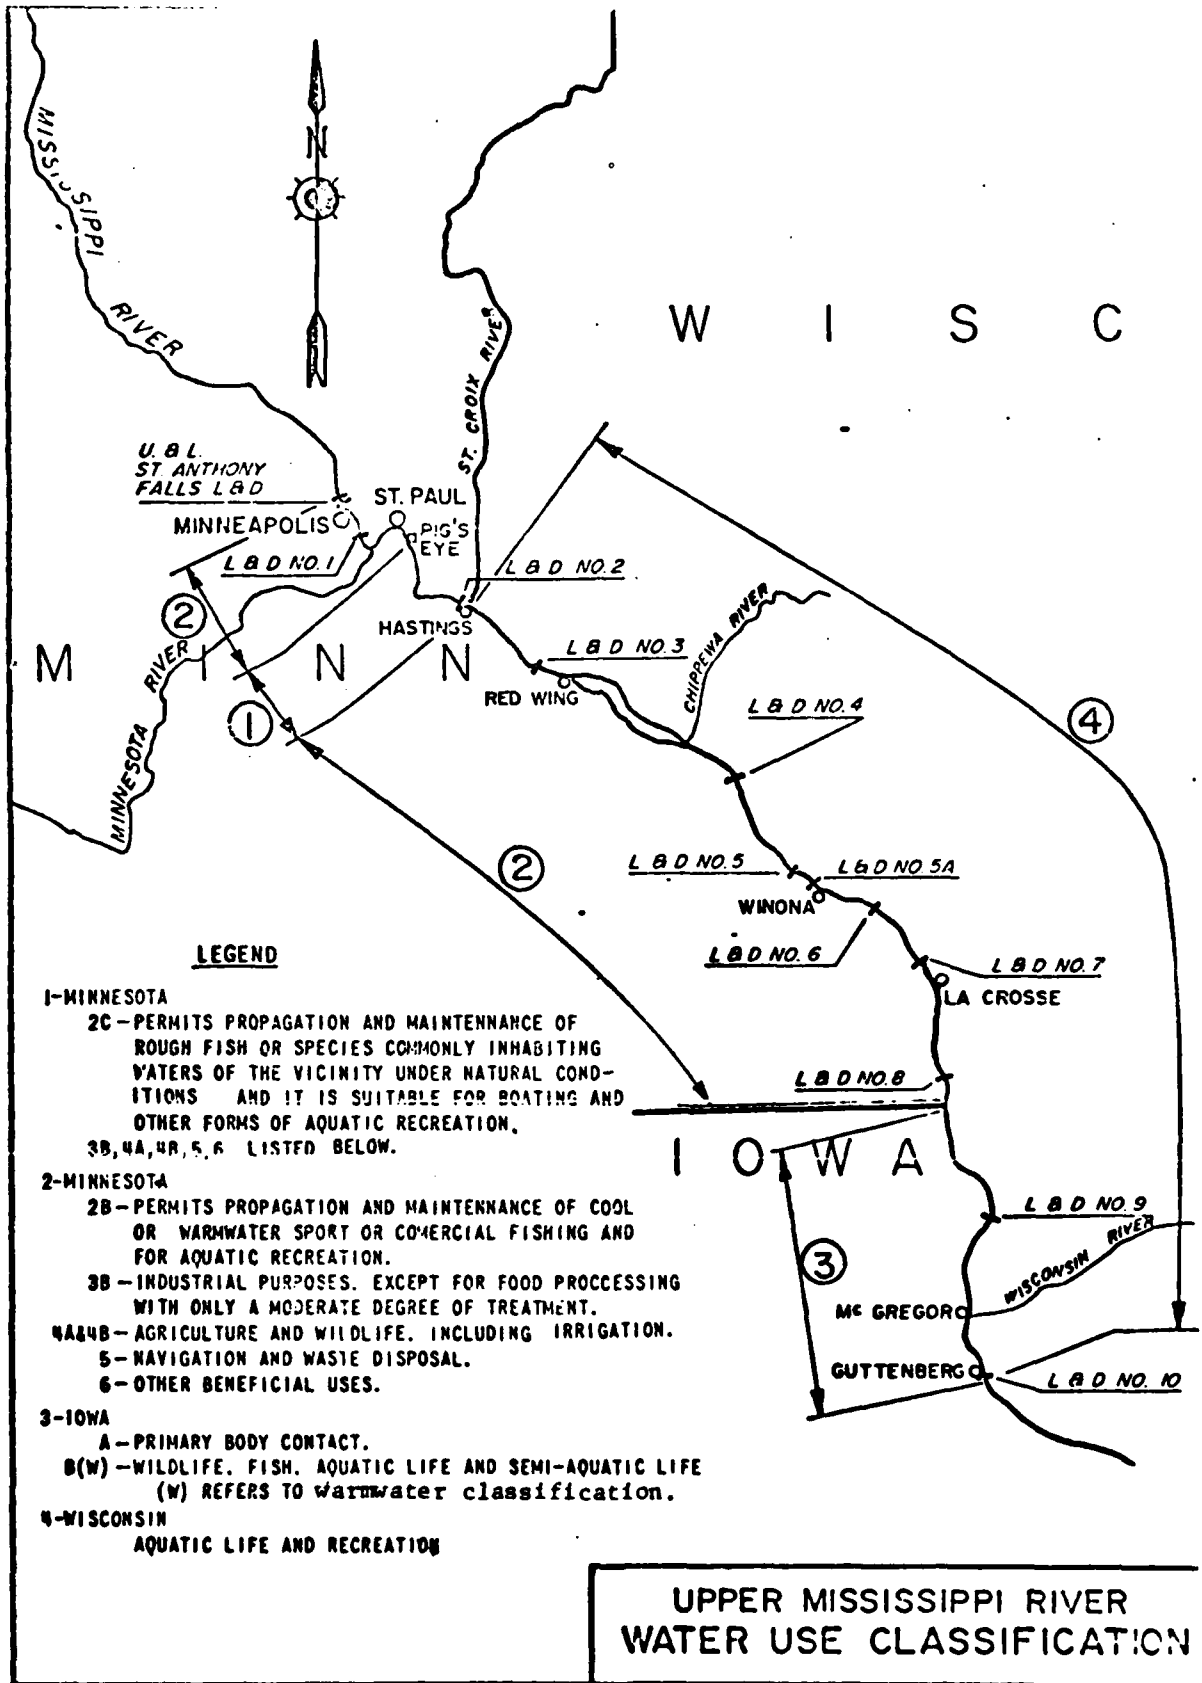 MISSISSIPPI
RIVER
N
ST. CROIX RIVER
W I S C
U. & L.
ST. ANTHONY
FALLS L & D
MINNEAPOLIS
ST. PAUL
PIG'S
EYE
L & D NO. 1
L & D NO. 2
HASTINGS
2
M I N N
MINNESOTA RIVER
1
L & D NO. 3
RED WING
CHIPPEWA RIVER
L & D NO. 4
4
L & D NO. 5
L & D NO. 5A
2
WINONA
L & D NO. 6
L & D NO. 7
LA CROSSE
L & D NO. 8
I O W A
L & D NO. 9
WISCONSIN RIVER
3
Mc GREGOR
GUTTENBERG
L & D NO. 10
LEGEND
1-MINNESOTA
2C-PERMITS PROPAGATION AND MAINTENNANCE OF
ROUGH FISH OR SPECIES COMMONLY INHABITING
WATERS OF THE VICINITY UNDER NATURAL COND-
ITIONS AND IT IS SUITABLE FOR BOATING AND
OTHER FORMS OF AQUATIC RECREATION.
3B,4A,4B,5,6 LISTED BELOW.
2-MINNESOTA
2B-PERMITS PROPAGATION AND MAINTENNANCE OF COOL
OR WARMWATER SPORT OR COMERCIAL FISHING AND
FOR AQUATIC RECREATION.
3B-INDUSTRIAL PURPOSES. EXCEPT FOR FOOD PROCCESSING
WITH ONLY A MODERATE DEGREE OF TREATMENT.
4A&4B-AGRICULTURE AND WILDLIFE. INCLUDING IRRIGATION.
5-NAVIGATION AND WASTE DISPOSAL.
6-OTHER BENEFICIAL USES.
3-IOWA
A-PRIMARY BODY CONTACT.
B(W)-WILDLIFE. FISH. AQUATIC LIFE AND SEMI-AQUATIC LIFE
(W) REFERS TO Warmwater classification.
4-WISCONSIN
AQUATIC LIFE AND RECREATION
UPPER MISSISSIPPI RIVER
WATER USE CLASSIFICATION